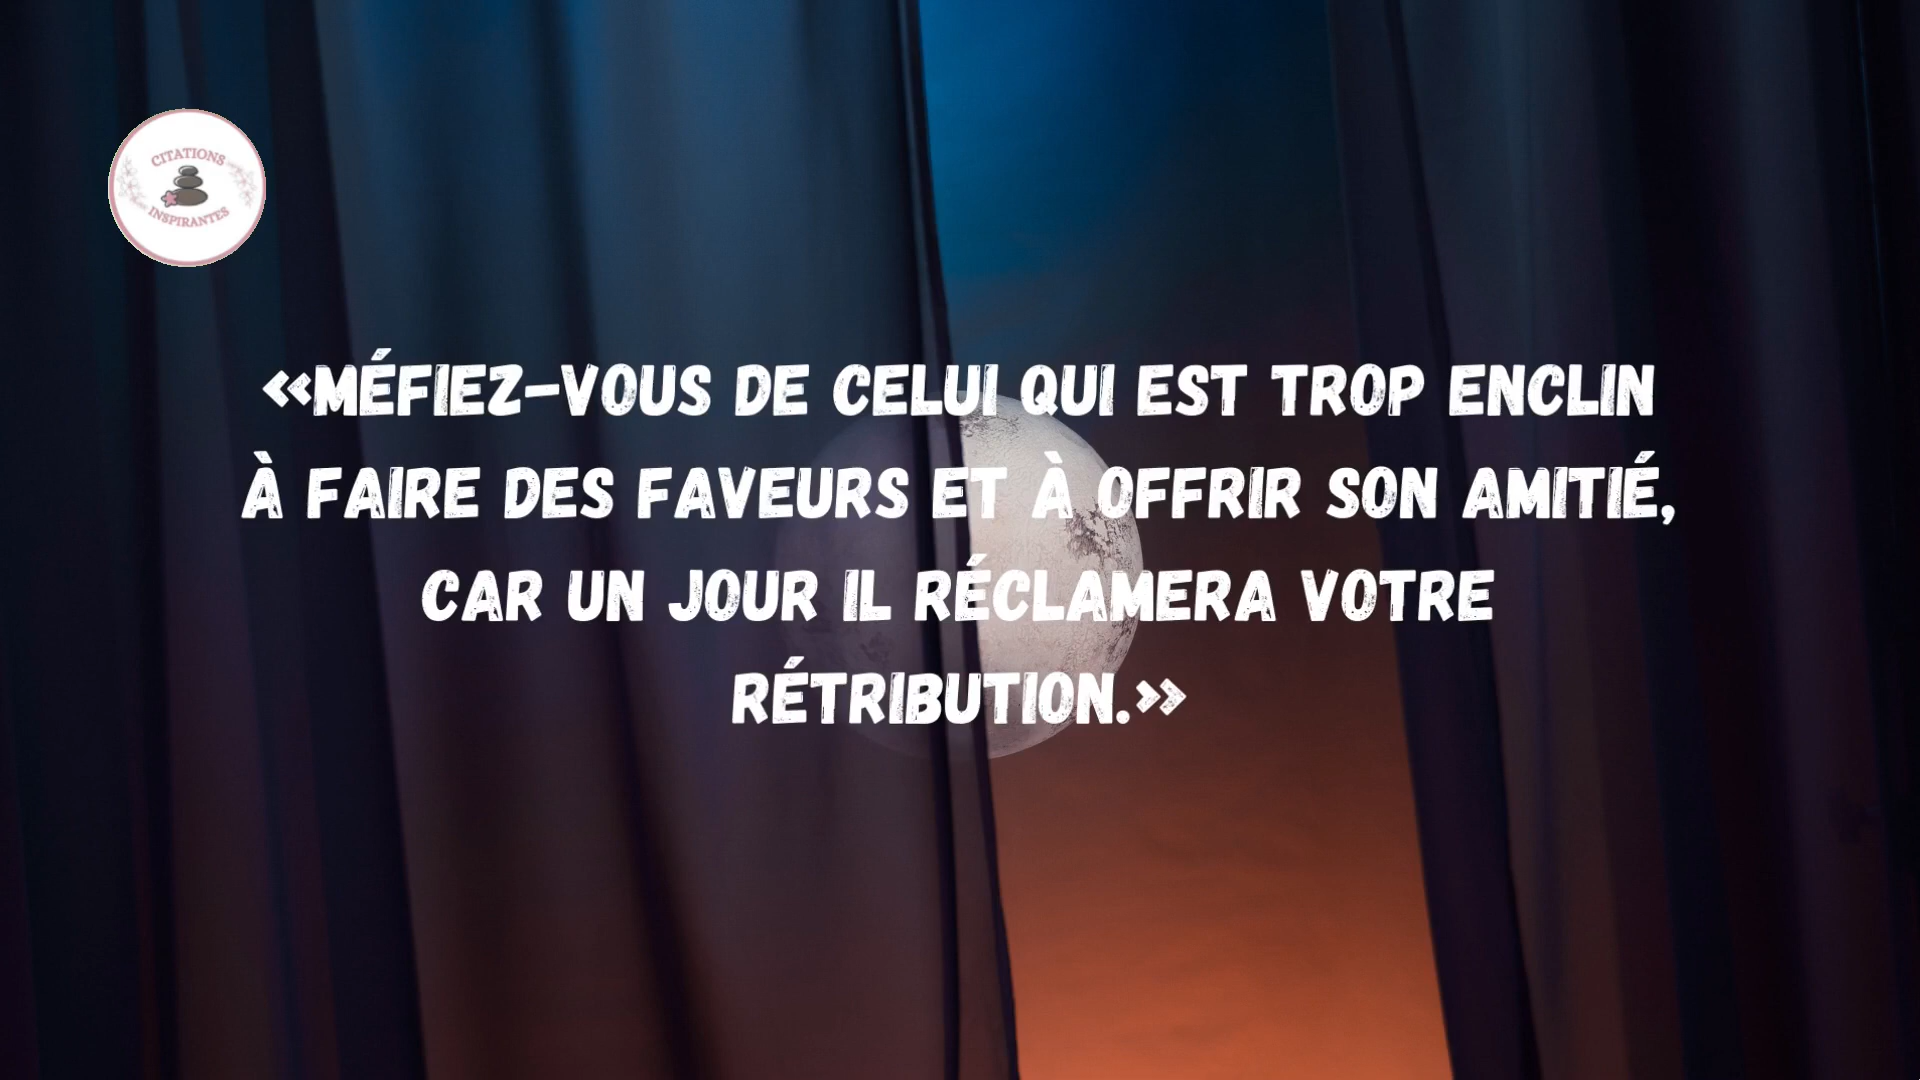 CITATIONS
INSPIRANTES
«MÉFIEZ-VOUS DE CELUI QUI EST TROP ENCLIN
À FAIRE DES FAVEURS ET À OFFRIR SON AMITIÉ,
CAR UN JOUR IL RÉCLAMERA VOTRE
RÉTRIBUTION.»